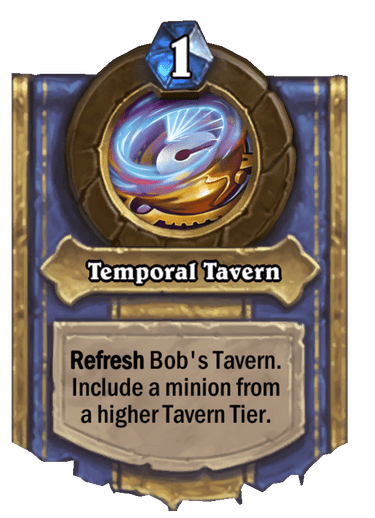 1
Temporal Tavern
Refresh Bob's Tavern.
Include a minion from
a higher Tavern Tier.